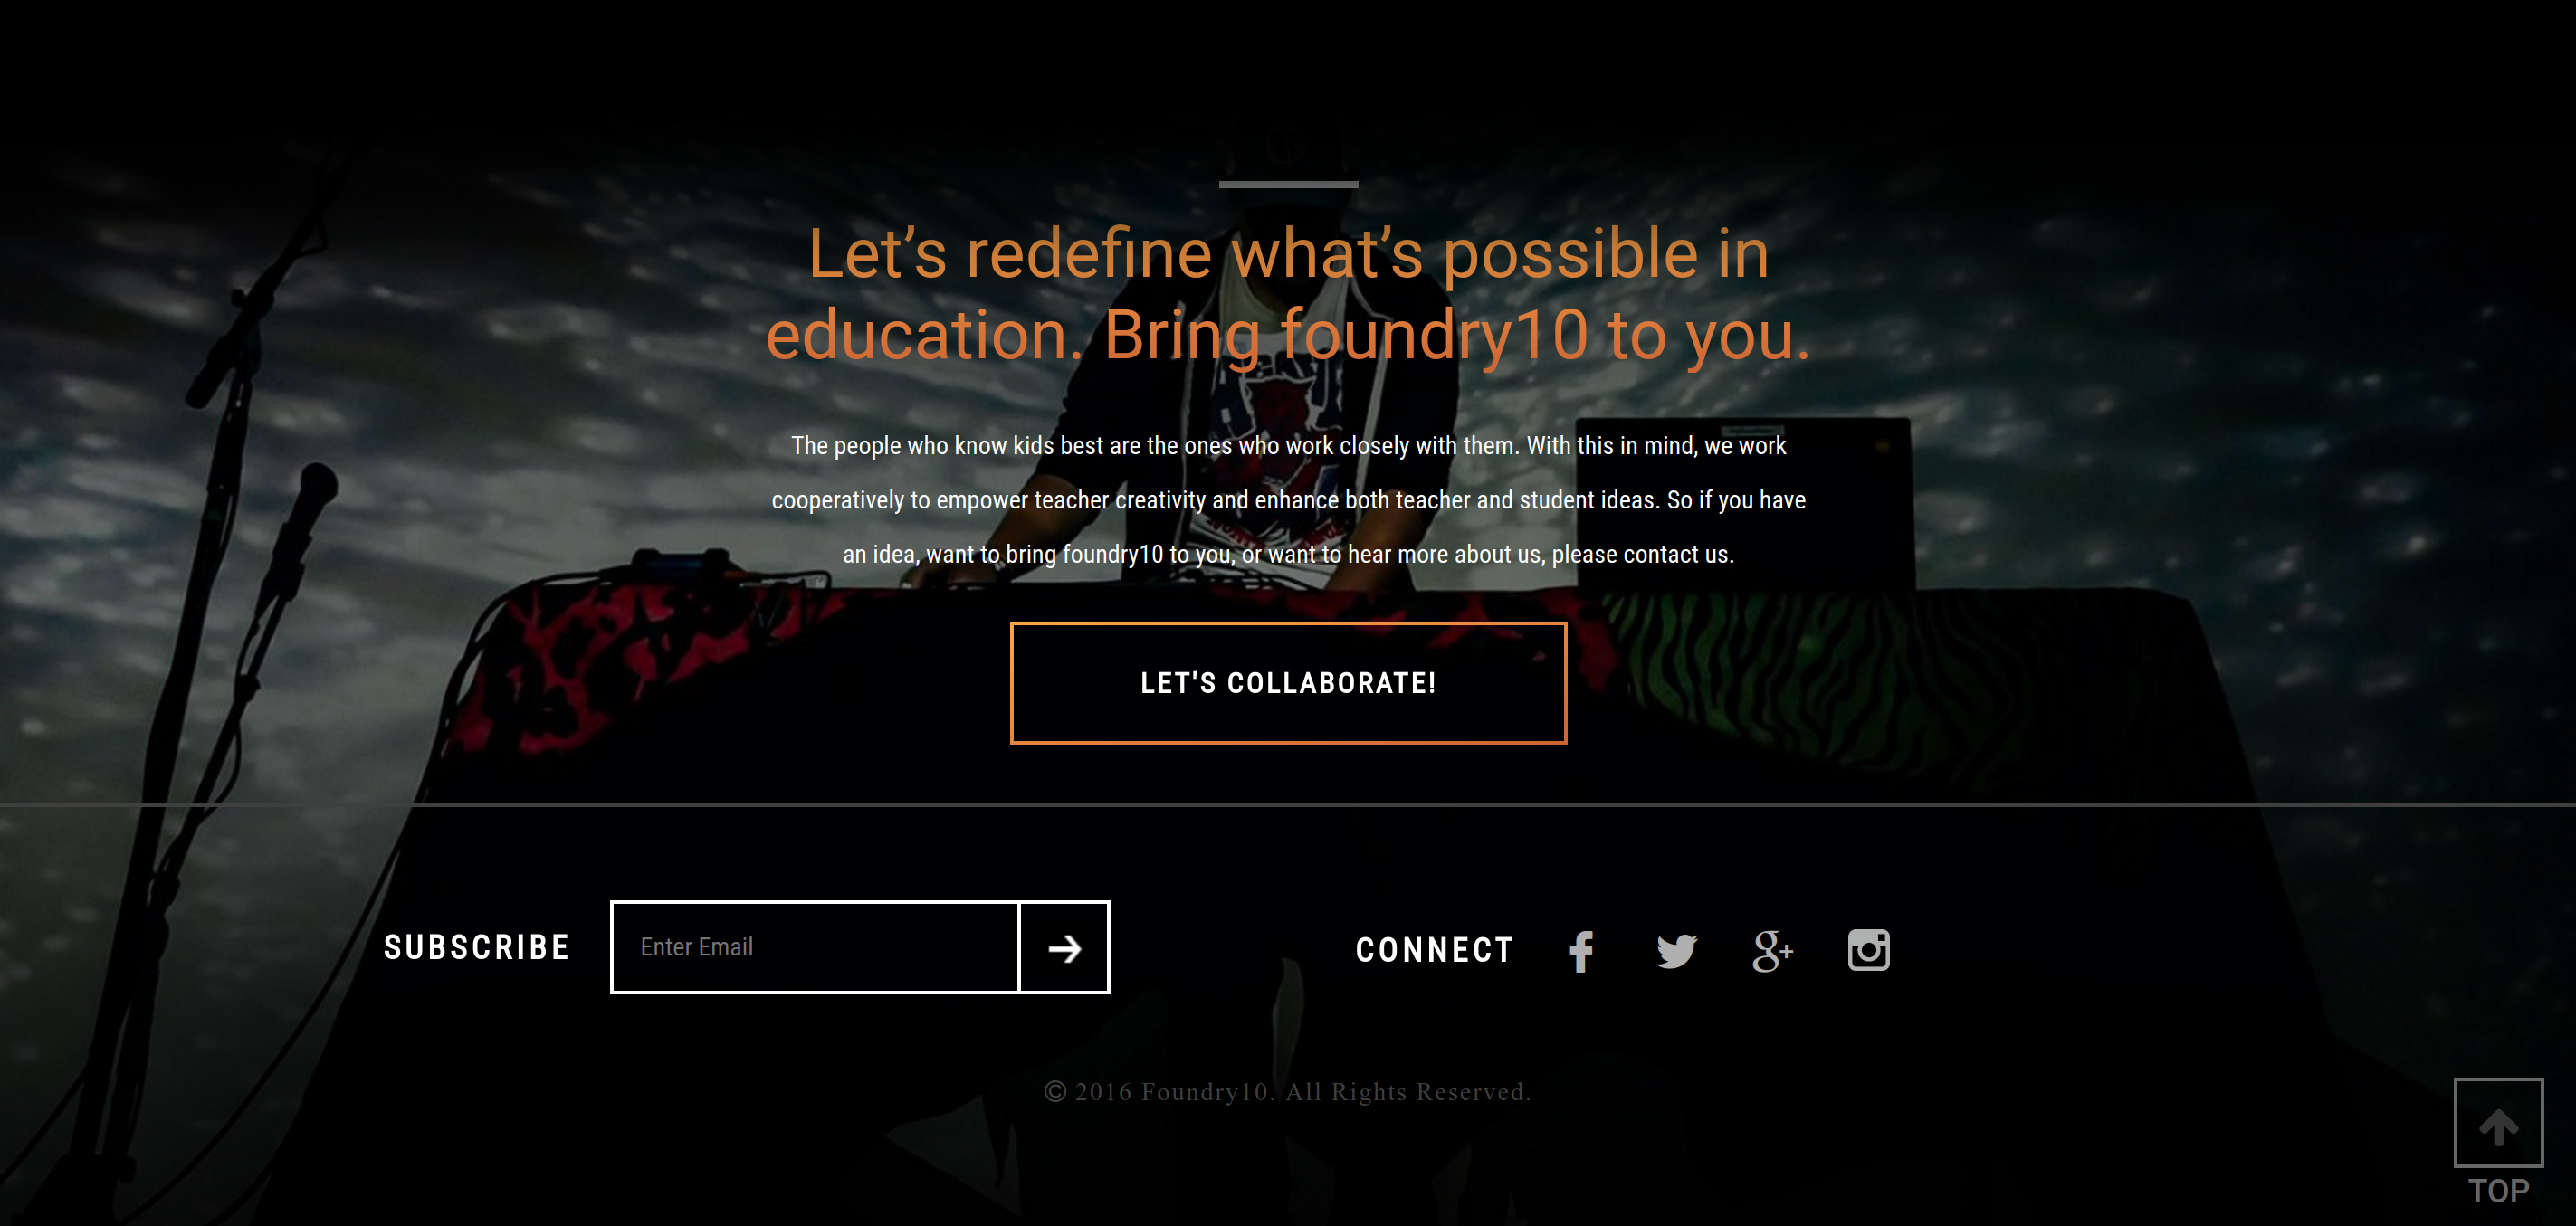 Let’s redefine what’s possible in
education. Bring foundry10 to you.
The people who know kids best are the ones who work closely with them. With this in mind, we work
cooperatively to empower teacher creativity and enhance both teacher and student ideas. So if you have
an idea, want to bring foundry10 to you, or want to hear more about us, please contact us.
LET'S COLLABORATE!
SUBSCRIBE
Enter Email
CONNECT
© 2016 Foundry10. All Rights Reserved.
TOP